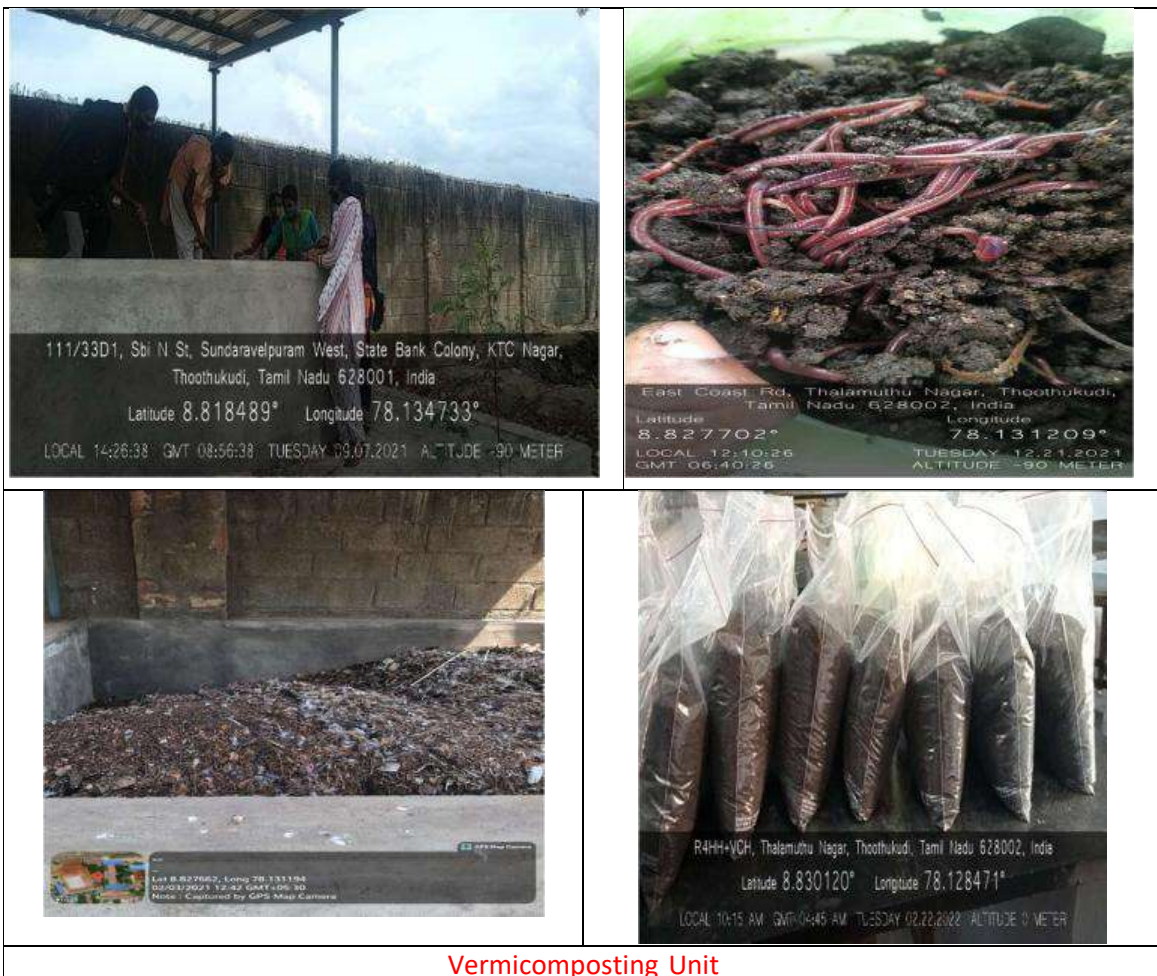 111/33D1, Sbi N St, Sundaravelpuram West, State Bank Colony, KTC Nagar,
Thoothukudi, Tamil Nadu 628001, India
Latitude 8.818489° Longitude 78.134733°
LOCAL 14:26:38 GMT 08:56:38 TUESDAY 09.07.2021 ALTITUDE -90 METER
East Coast Rd, Thalamuthu Nagar, Thoothukudi,
Tamil Nadu 628002, India
Latitude Longitude
8.827702° 78.131209°
LOCAL 12:10:26 TUESDAY 12.21.2021
GMT 06:40:26 ALTITUDE -90 METER
GPS Map Camera
Lat 8.827662, Long 78.131194
02/03/2021 12:42 GMT+05:30
Note : Captured by GPS Map Camera
R4HH+VCH, Thalamuthu Nagar, Thoothukudi, Tamil Nadu 628002, India
Latitude 8.830120° Longitude 78.128471°
LOCAL 10:15 AM GMT 04:45 AM TUESDAY 02.22.2022 ALTITUDE 0 METER
Vermicomposting Unit